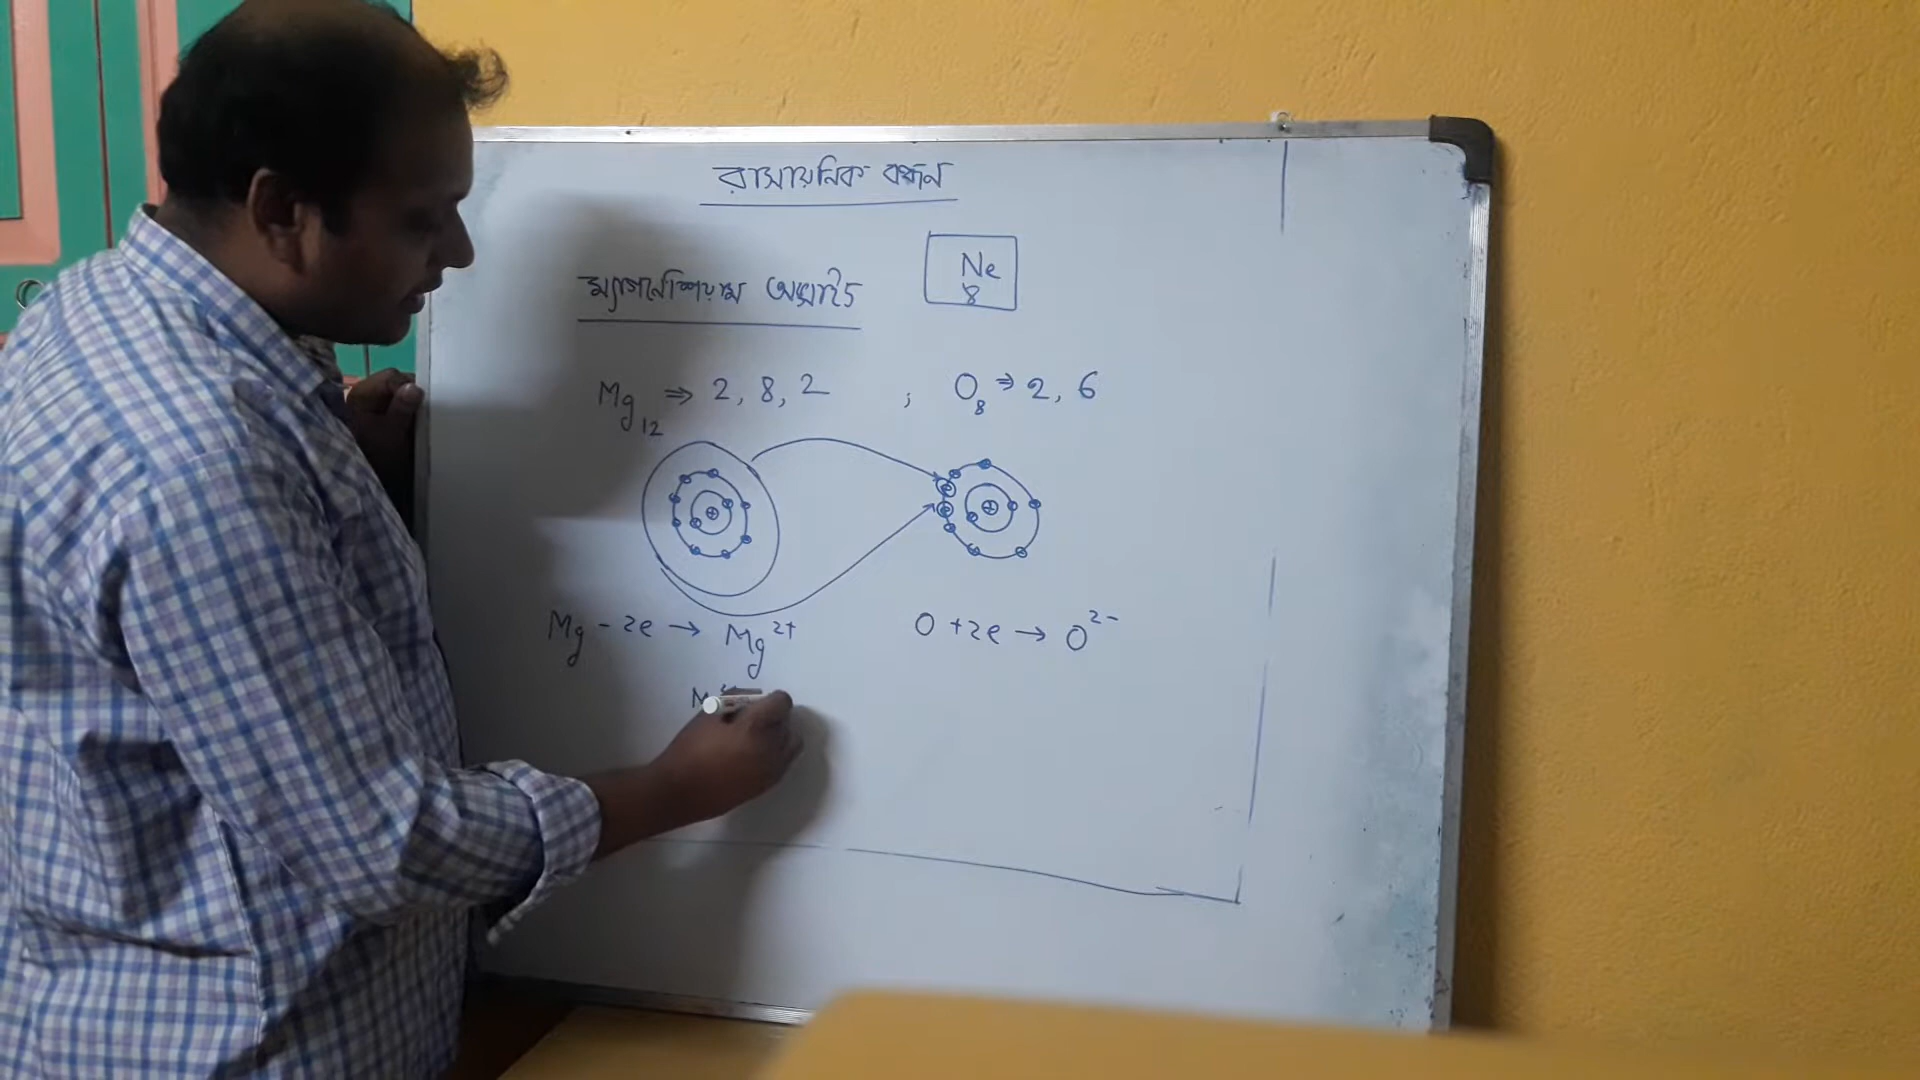 রাসায়নিক বন্ধন
Ne
8
ম্যাগনেশিয়াম অক্সাইড
Mg₁₂ ⇒ 2, 8, 2 ; O₈ ⇒ 2, 6
Mg - 2e → Mg²⁺ O + 2e → O²⁻
M